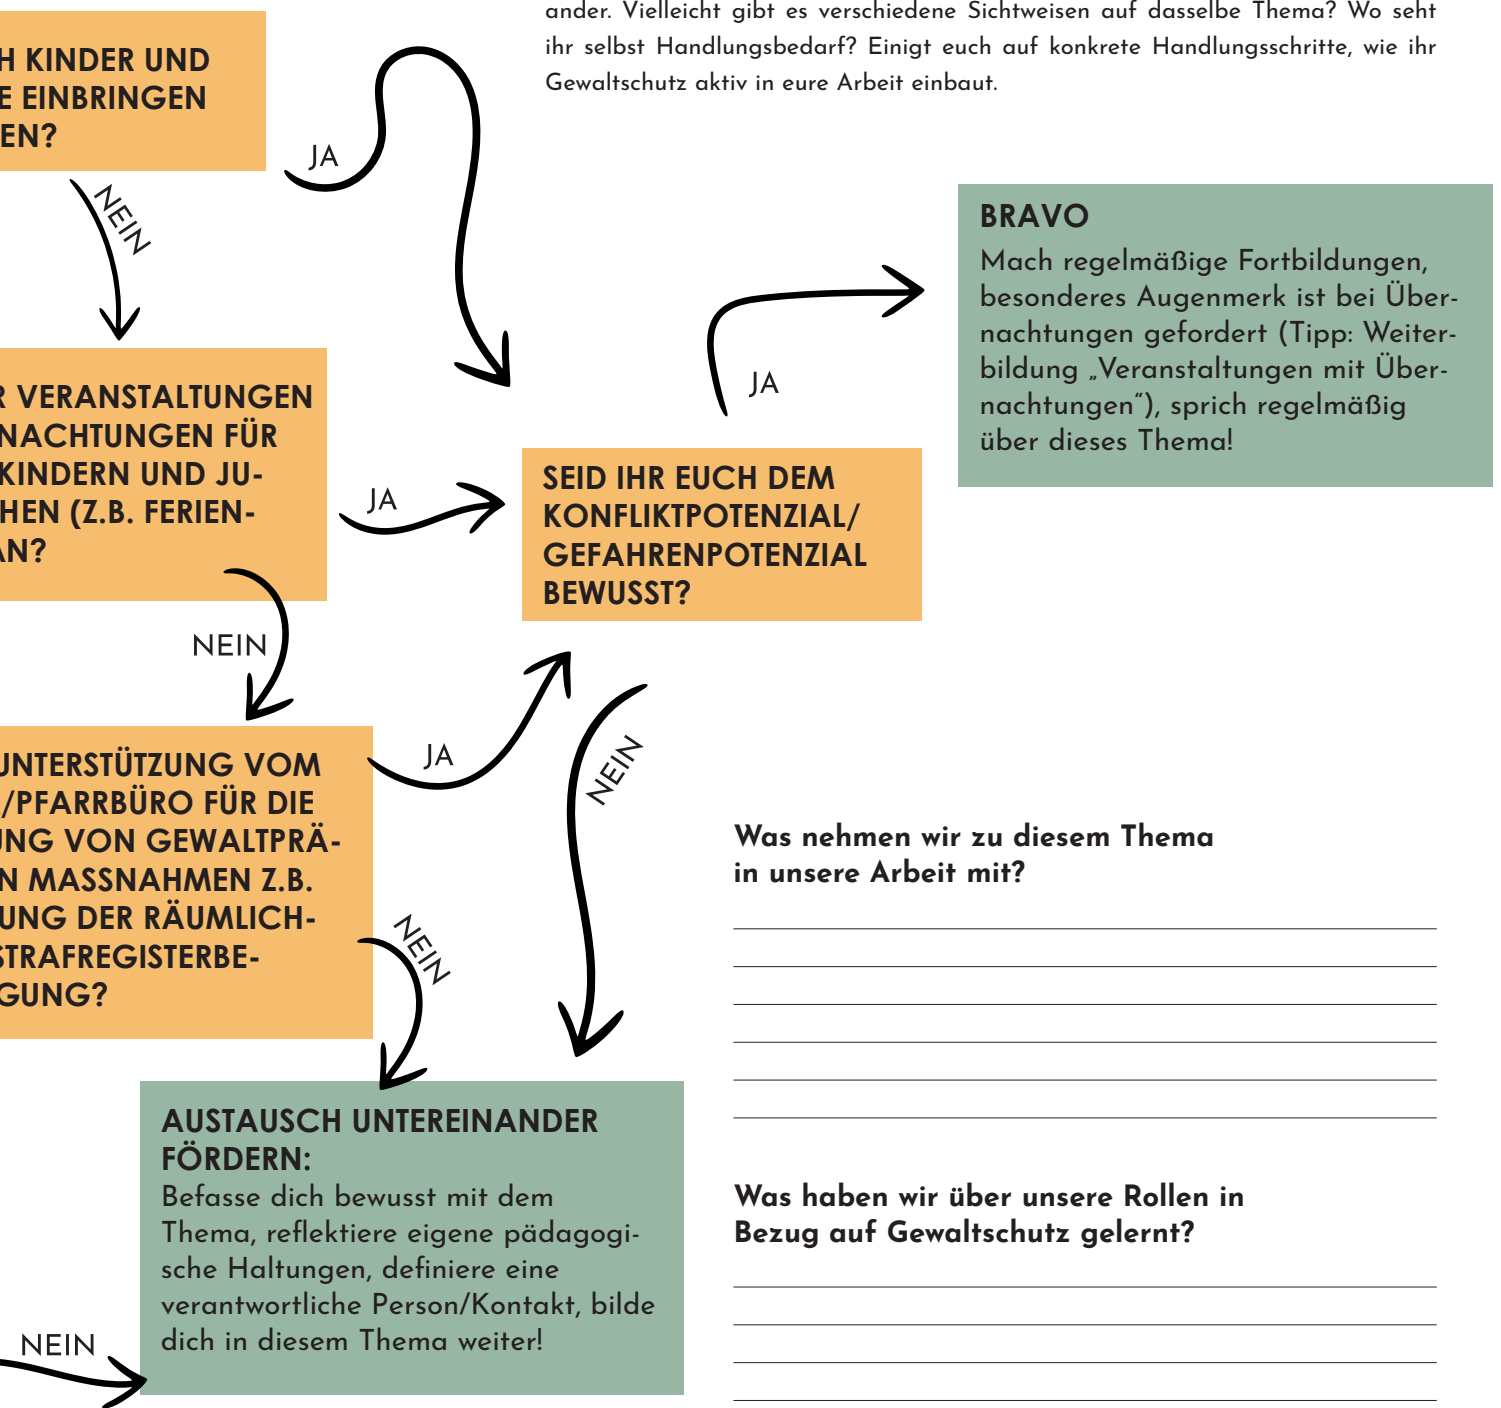 ander. Vielleicht gibt es verschiedene Sichtweisen auf dasselbe Thema? Wo seht
ihr selbst Handlungsbedarf? Einigt euch auf konkrete Handlungsschritte, wie ihr
Gewaltschutz aktiv in eure Arbeit einbaut.
H KINDER UND
E EINBRINGEN
EN?
JA
NEIN
R VERANSTALTUNGEN
NACHTUNGEN FÜR
KINDERN UND JU-
HEN (Z.B. FERIEN-
AN?
JA
NEIN
SEID IHR EUCH DEM
KONFLIKTPOTENZIAL/
GEFAHRENPOTENZIAL
BEWUSST?
JA
BRAVO
Mach regelmäßige Fortbildungen,
besonderes Augenmerk ist bei Über-
nachtungen gefordert (Tipp: Weiter-
bildung „Veranstaltungen mit Über-
nachtungen“), sprich regelmäßig
über dieses Thema!
NEIN
UNTERSTÜTZUNG VOM
/PFARRBÜRO FÜR DIE
UNG VON GEWALTPRÄ-
N MASSNAHMEN Z.B.
UNG DER RÄUMLICH-
STRAFREGISTERBE-
GUNG?
JA
NEIN
AUSTAUSCH UNTEREINANDER
FÖRDERN:
Befasse dich bewusst mit dem
Thema, reflektiere eigene pädagogi-
sche Haltungen, definiere eine
verantwortliche Person/Kontakt, bilde
dich in diesem Thema weiter!
NEIN
Was nehmen wir zu diesem Thema
in unsere Arbeit mit?
Was haben wir über unsere Rollen in
Bezug auf Gewaltschutz gelernt?